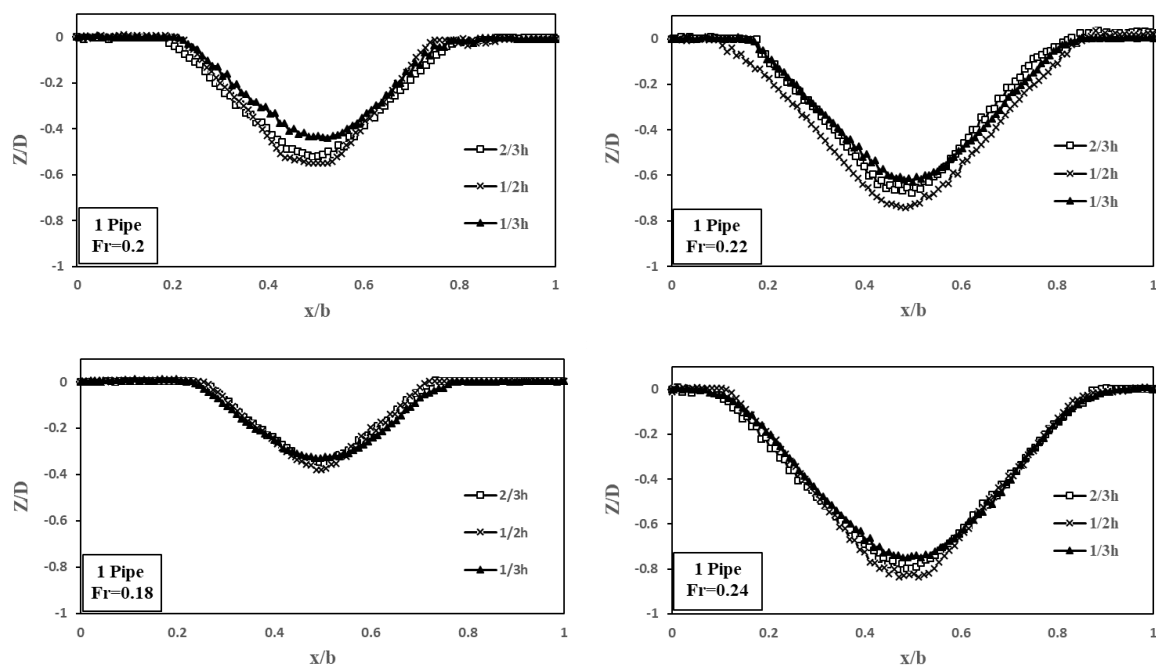 0
-0.2
-0.4
-0.6
-0.8
-1
Z/D
2/3h
1/2h
1/3h
1 Pipe
Fr=0.2
0 0.2 0.4 0.6 0.8 1
x/b
0
-0.2
-0.4
-0.6
-0.8
-1
Z/D
2/3h
1/2h
1/3h
1 Pipe
Fr=0.22
0 0.2 0.4 0.6 0.8 1
x/b
0
-0.2
-0.4
-0.6
-0.8
-1
Z/D
2/3h
1/2h
1/3h
1 Pipe
Fr=0.18
0 0.2 0.4 0.6 0.8 1
x/b
0
-0.2
-0.4
-0.6
-0.8
-1
Z/D
2/3h
1/2h
1/3h
1 Pipe
Fr=0.24
0 0.2 0.4 0.6 0.8 1
x/b